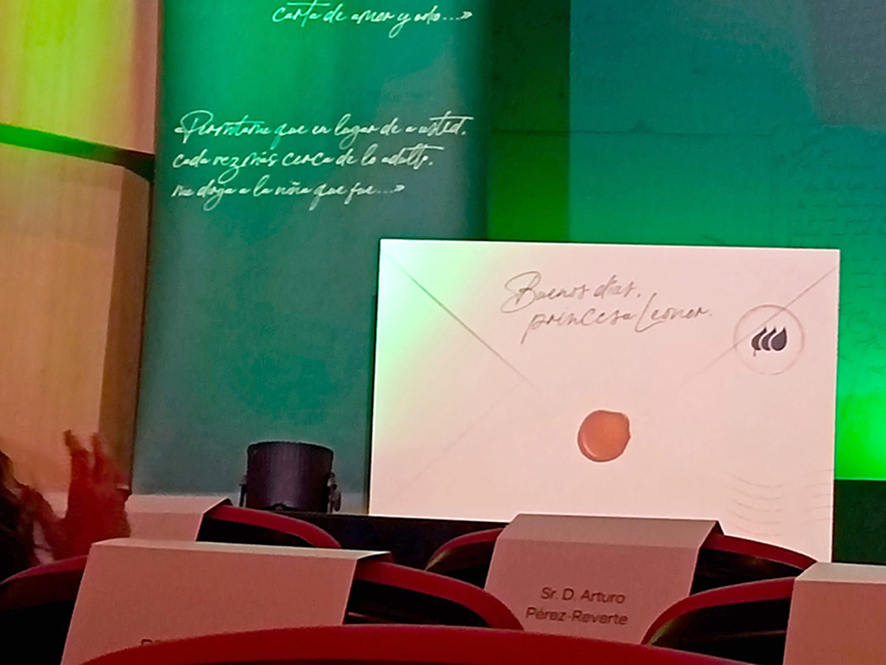 carta de amor y odio...»
«Permítame que en lugar de a usted,
cada vez más cerca de lo adulto,
me dirija a la niña que fue...»
Buenos días,
princesa Leonor.
Sr. D. Arturo
Pérez-Reverte